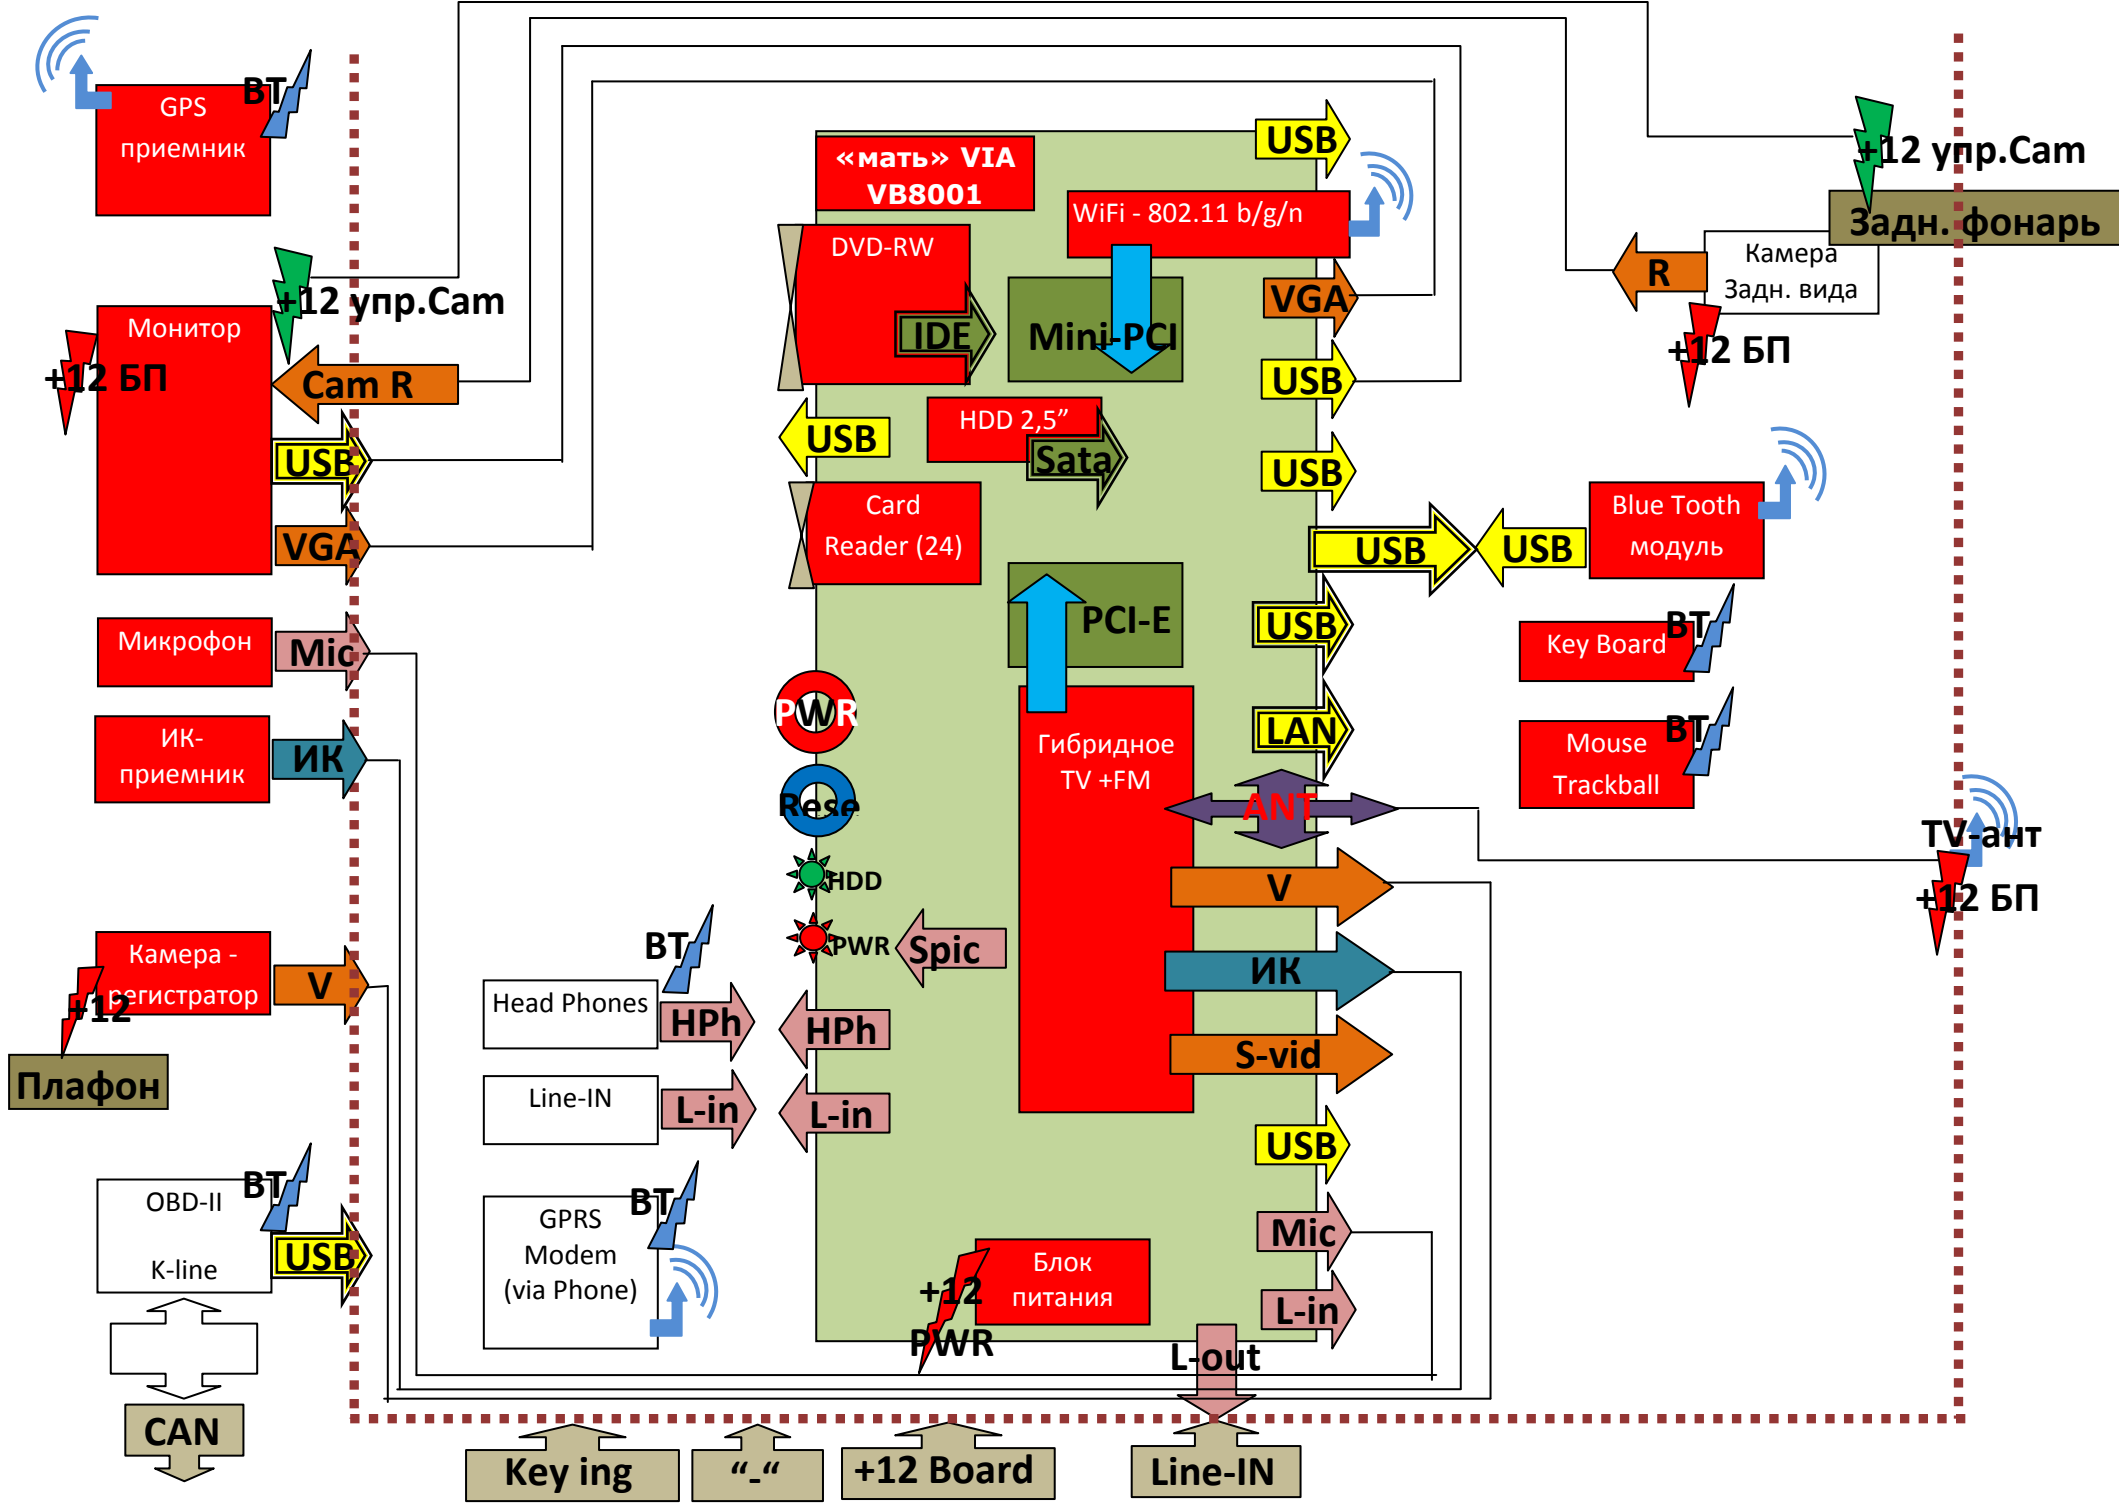 GPS
приемник
BT
+12 упр.Cam
Монитор
+12 БП
Cam R
USB
VGA
Микрофон
Mic
ИК-
приемник
ИК
Камера -
регистратор
V
+12
Плафон
OBD-II
K-line
BT
USB
CAN
«мать» VIA
VB8001
DVD-RW
IDE
USB
HDD 2,5”
Sata
Card
Reader (24)
PWR
Rese
HDD
PWR
Spic
BT
Head Phones
HPh
HPh
Line-IN
L-in
L-in
BT
GPRS
Modem
(via Phone)
USB
WiFi - 802.11 b/g/n
Mini-PCI
VGA
USB
USB
USB
PCI-E
USB
LAN
Гибридное
TV +FM
ANT
V
ИК
S-vid
USB
Mic
L-in
Блок
питания
+12
PWR
L-out
+12 упр.Cam
Задн. фонарь
Камера
Задн. вида
R
+12 БП
USB
Blue Tooth
модуль
BT
Key Board
BT
Mouse
Trackball
TV-ант
+12 БП
Key ing
“-“
+12 Board
Line-IN